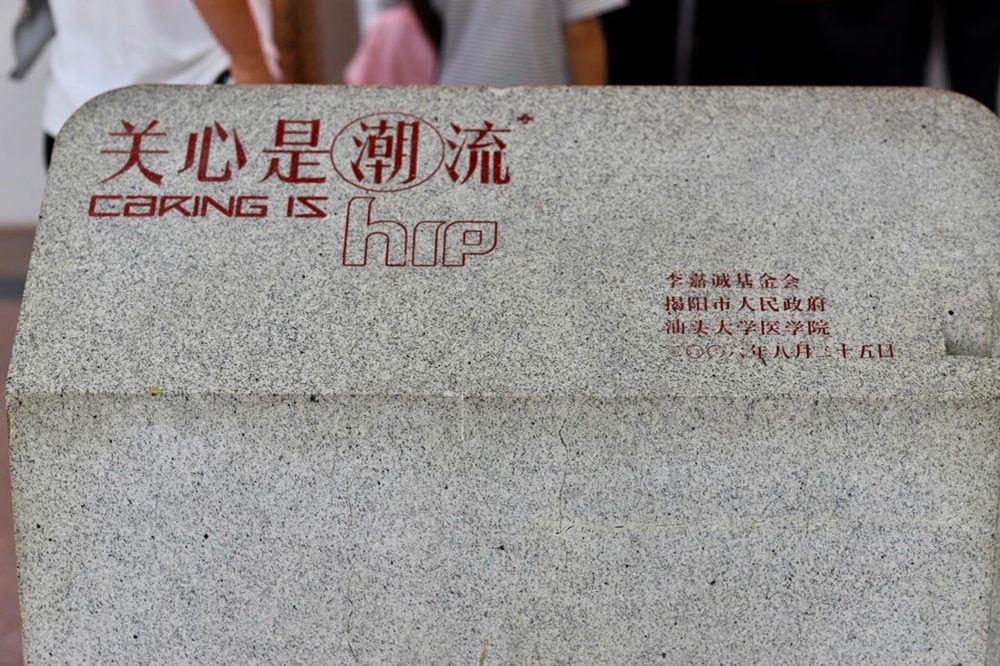 关心是潮流+
CARING IS hip
李嘉诚基金会
揭阳市人民政府
汕头大学医学院
二〇〇六年八月二十五日